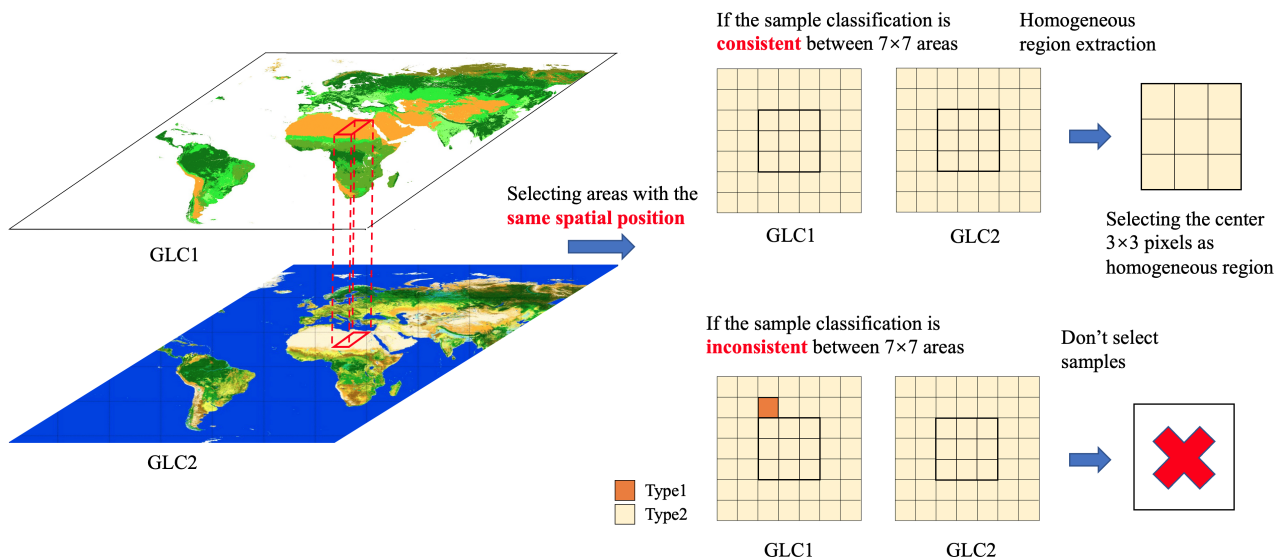 GLC1
GLC2
Selecting areas with the
same spatial position
If the sample classification is
consistent between 7×7 areas
GLC1
GLC2
Homogeneous
region extraction
Selecting the center
3×3 pixels as
homogeneous region
If the sample classification is
inconsistent between 7×7 areas
Type1
Type2
GLC1
GLC2
Don’t select
samples